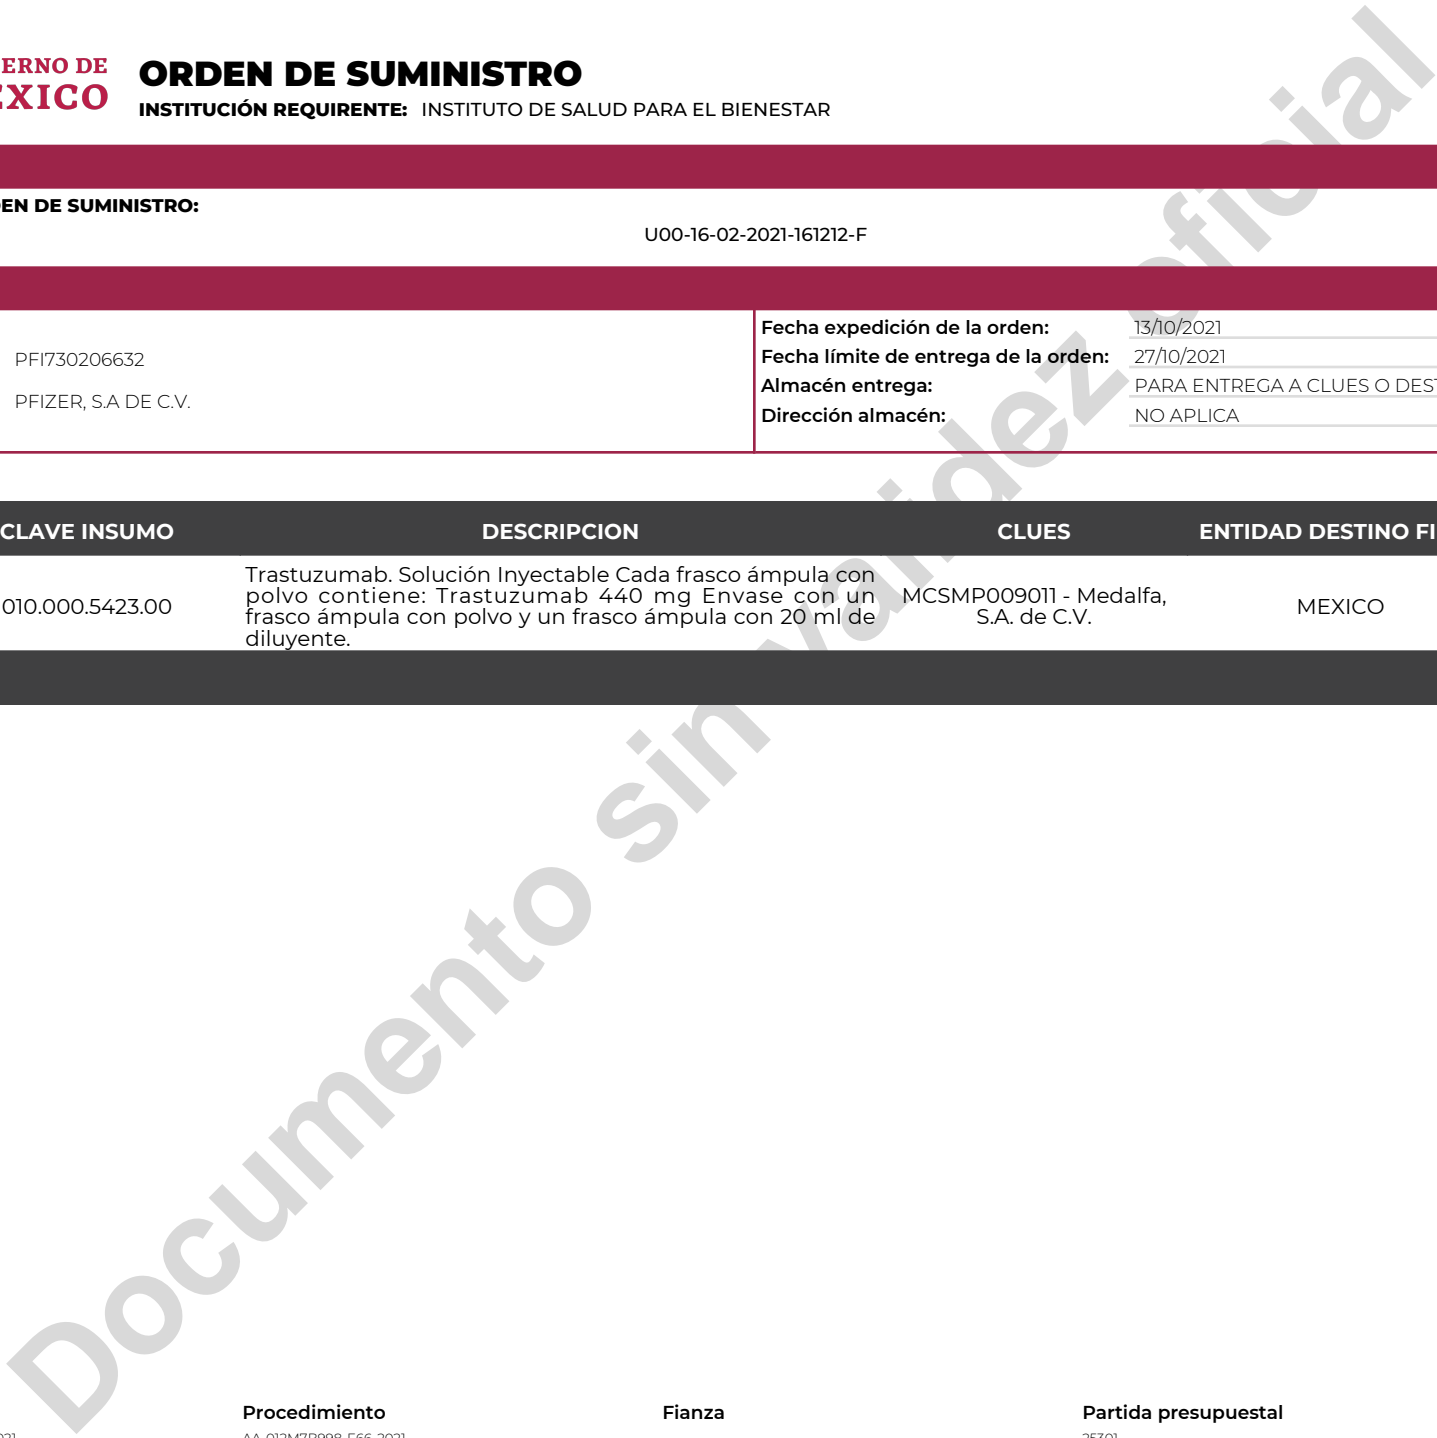 ERNO DE
EXICO
ORDEN DE SUMINISTRO
INSTITUCIÓN REQUIRENTE: INSTITUTO DE SALUD PARA EL BIENESTAR
EN DE SUMINISTRO:
U00-16-02-2021-161212-F
PFI730206632
PFIZER, S.A DE C.V.
Fecha expedición de la orden: 13/10/2021
Fecha límite de entrega de la orden: 27/10/2021
Almacén entrega: PARA ENTREGA A CLUES O DEST
Dirección almacén: NO APLICA
CLAVE INSUMO DESCRIPCION CLUES ENTIDAD DESTINO FI
010.000.5423.00
Trastuzumab. Solución Inyectable Cada frasco ámpula con
polvo contiene: Trastuzumab 440 mg Envase con un
frasco ámpula con polvo y un frasco ámpula con 20 ml de
diluyente.
MCSMP009011 - Medalfa,
S.A. de C.V.
MEXICO
Documento sin validez oficial
Procedimiento Fianza Partida presupuestal